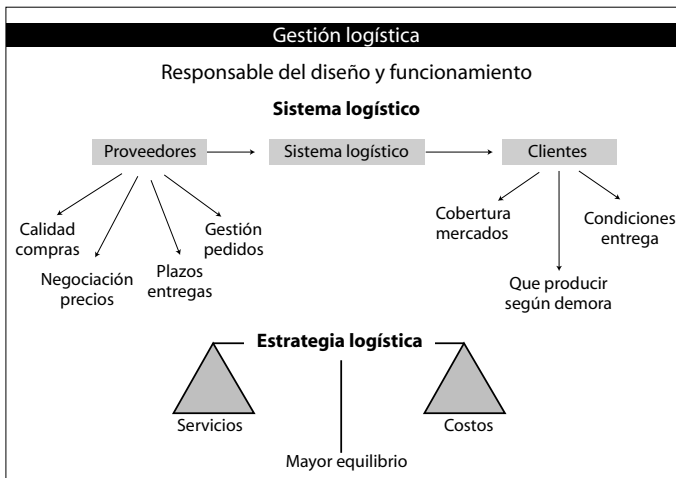 Gestión logística
Responsable del diseño y funcionamiento
Sistema logístico
Proveedores
Sistema logístico
Clientes
Calidad
compras
Negociación
precios
Plazos
entregas
Gestión
pedidos
Cobertura
mercados
Que producir
según demora
Condiciones
entrega
Estrategia logística
Servicios
Costos
Mayor equilibrio